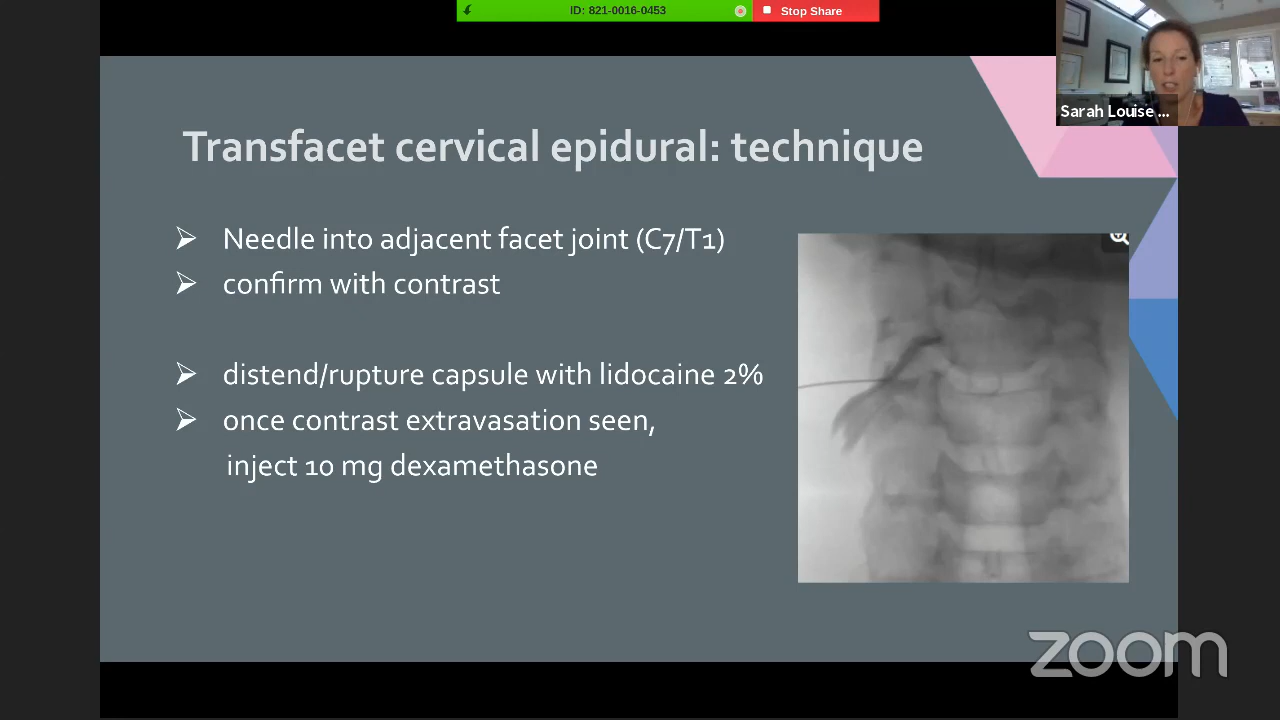 ID: 821-0016-0453
Stop Share
Sarah Louise ...
Transfacet cervical epidural: technique
Needle into adjacent facet joint (C7/T1)
confirm with contrast
distend/rupture capsule with lidocaine 2%
once contrast extravasation seen,
inject 10 mg dexamethasone
zoom